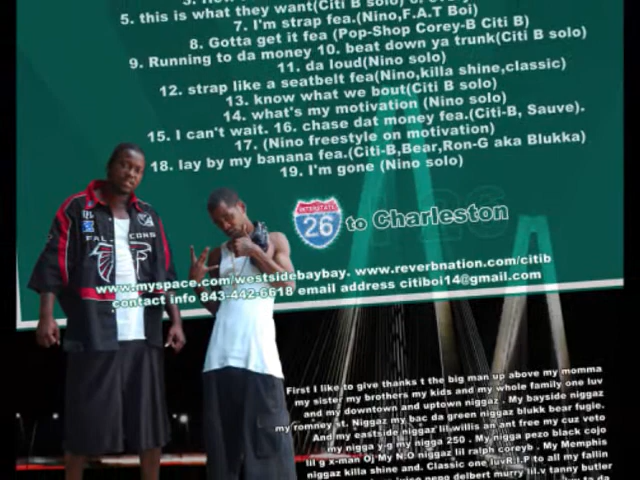 5. this is what they want(Citi B solo)
7. I'm strap fea.(Nino,F.A.T Boi)
8. Gotta get it fea (Pop-Shop Corey-B Citi B)
9. Running to da money 10. beat down ya trunk(Citi B solo)
11. da loud(Nino solo)
12. strap like a seatbelt fea(Nino,killa shine,classic)
13. know what we bout(Citi B solo)
14. what's my motivation (Nino solo)
15. I can't wait. 16. chase dat money fea.(Citi-B, Sauve).
17. (Nino freestyle on motivation)
18. lay by my banana fea.(Citi-B,Bear,Ron-G aka Blukka)
19. I'm gone (Nino solo)
INTERSTATE
26 to Charleston
FALCONS
www.myspace.com/westsidebaybay. www.reverbnation.com/citib
contact info 843-442-6618 email address citiboi14@gmail.com
First I like to give thanks t the big man up above my momma
my sister my brothers my kids and my whole family one luv
and my downtown and uptown niggaz . My bayside niggaz
my romney st. Niggaz my bac da green niggaz blukk bear fugie.
And my eastside niggaz lil willis an ant free my cuz veto
my nigga y.g my nigga 250 . My nigga pezo black cojo
lil g x-man Oj My N.O niggaz lil ralph coreyb . My Memphis
niggaz killa shine and. Classic one luv R.I.P to all my fallin
neno delbert murry lil.v tanny butler